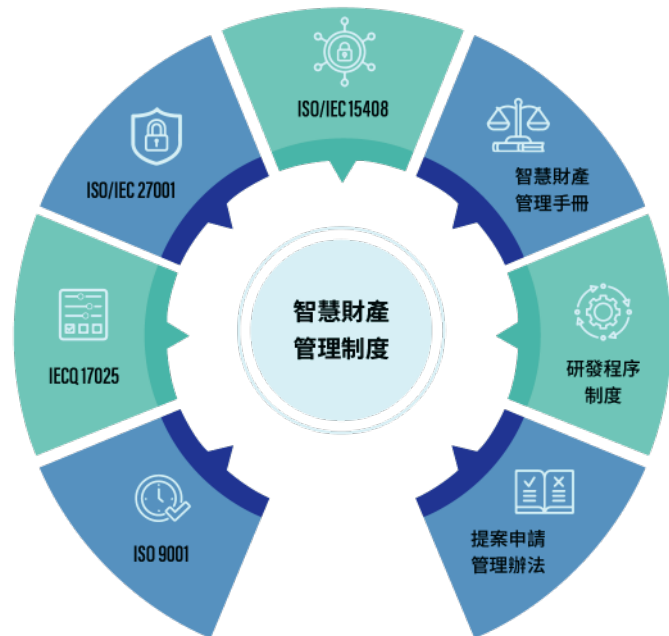 ISO/IEC 15408
ISO/IEC 27001
智慧財產
管理手冊
智慧財產
管理制度
IECQ 17025
研發程序
制度
ISO 9001
提案申請
管理辦法